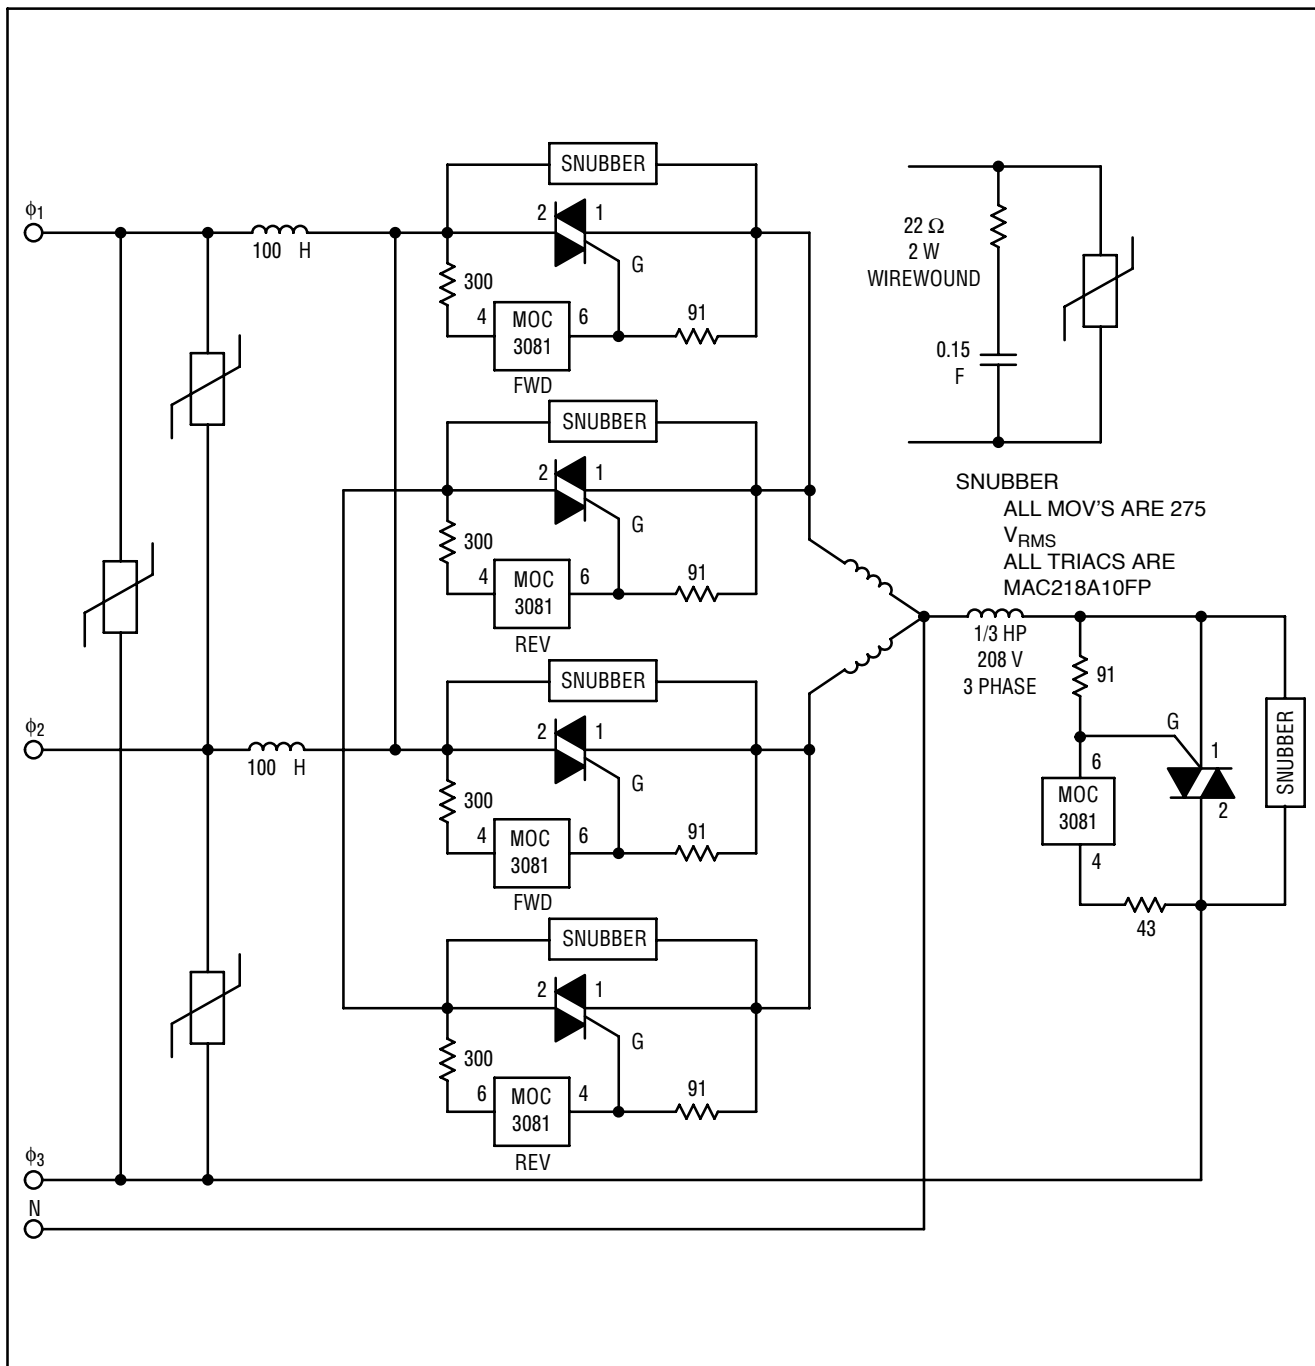 SNUBBER
ϕ1
2 1
100 H
G
22 Ω
2 W
WIREWOUND
300
91
4 MOC 3081 6
FWD
0.15
F
SNUBBER
2 1
G
SNUBBER
ALL MOV'S ARE 275
VRMS
ALL TRIACS ARE
MAC218A10FP
300
91
4 MOC 3081 6
REV
1/3 HP
208 V
3 PHASE
SNUBBER
ϕ2
2 1
100 H
G
91
G
6
1
MOC
3081
2
4
SNUBBER
43
300
91
4 MOC 3081 6
FWD
SNUBBER
2 1
G
300
91
6 MOC 3081 4
REV
ϕ3
N